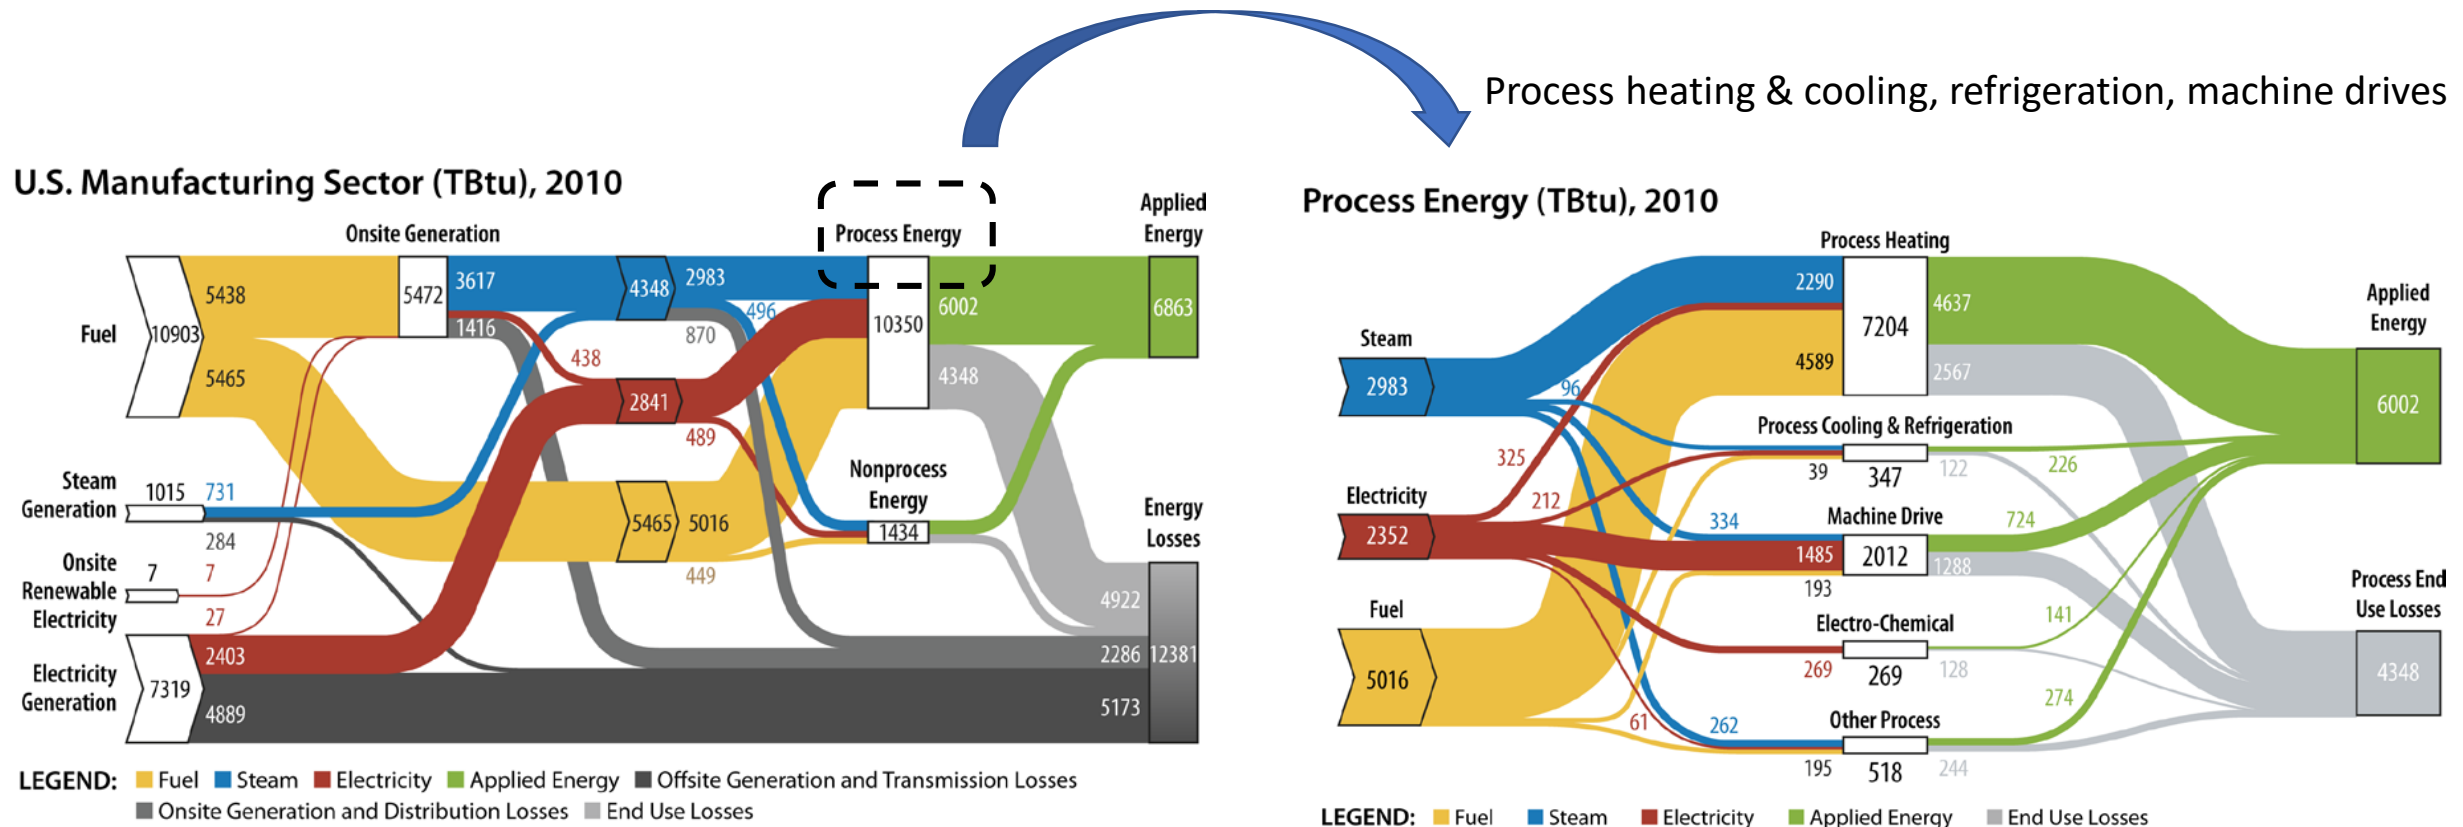 Process heating & cooling, refrigeration, machine drives
U.S. Manufacturing Sector (TBtu), 2010
Onsite Generation
Process Energy
Applied
Energy
Fuel
10903
5438
5465
5472
3617
1416
438
4348
2983
496
870
2841
489
5465
5016
449
10350
6002
4348
6863
Steam
Generation
1015
731
284
Onsite
Renewable
Electricity
7
7
27
Electricity
Generation
7319
2403
4889
Nonprocess
Energy
1434
Energy
Losses
4922
2286
12381
5173
LEGEND:
Fuel
Steam
Electricity
Applied Energy
Offsite Generation and Transmission Losses
Onsite Generation and Distribution Losses
End Use Losses
Process Energy (TBtu), 2010
Steam
2983
Electricity
2352
Fuel
5016
Process Heating
2290
4589
7204
4637
2567
96
325
212
Process Cooling & Refrigeration
39
347
122
226
Machine Drive
334
1485
193
2012
724
1288
Electro-Chemical
269
269
141
128
Other Process
61
262
195
518
274
244
Applied
Energy
6002
Process End
Use Losses
4348
LEGEND:
Fuel
Steam
Electricity
Applied Energy
End Use Losses